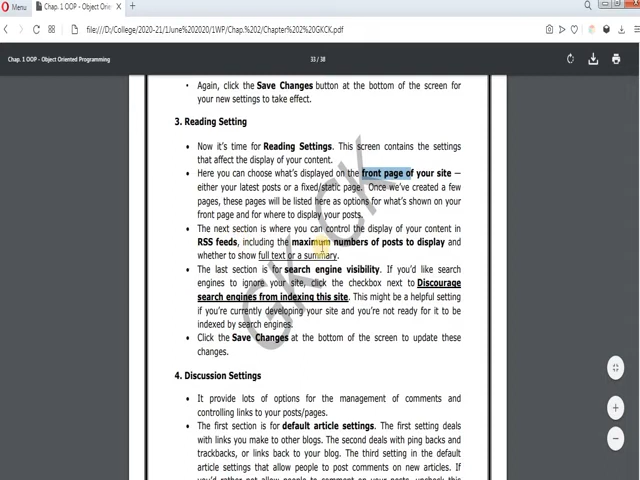 Menu
Chap. 1 OOP - Object Orient
file:///D:/College/2020-21/1June%202020/1WP/Chap.%202/Chapter%202%20GKCK.pdf
Chap. 1 OOP - Object Oriented Programming
33 / 38
• Again, click the Save Changes button at the bottom of the screen for
your new settings to take effect.
3. Reading Setting
• Now it's time for Reading Settings. This screen contains the settings
that affect the display of your content.
• Here you can choose what's displayed on the front page of your site –
either your latest posts or a fixed/static page. Once we've created a few
pages, these pages will be listed here as options for what's shown on your
front page and for where to display your posts.
• The next section is where you can control the display of your content in
RSS feeds, including the maximum numbers of posts to display and
whether to show full text or a summary.
• The last section is for search engine visibility. If you'd like search
engines to ignore your site, click the checkbox next to Discourage
search engines from indexing this site. This might be a helpful setting
if you're currently developing your site and you're not ready for it to be
indexed by search engines.
• Click the Save Changes at the bottom of the screen to update these
changes.
4. Discussion Settings
• It provide lots of options for the management of comments and
controlling links to your posts/pages.
• The first section is for default article settings. The first setting deals
with links you make to other blogs. The second deals with ping backs and
trackbacks, or links back to your blog. The third setting in the default
article settings that allow people to post comments on new articles. If
GK CK